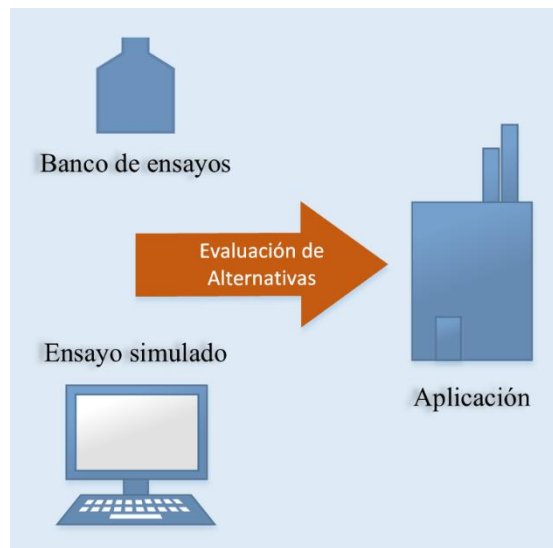 Banco de ensayos
Evaluación de
Alternativas
Ensayo simulado
Aplicación